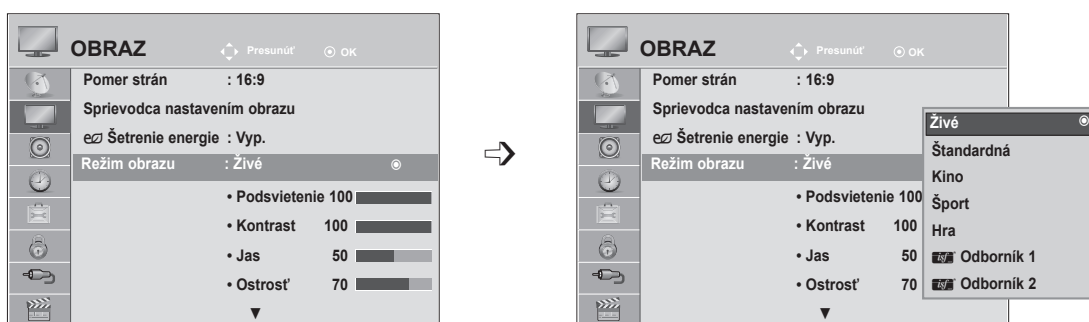 OBRAZ Presunúť OK
Pomer strán : 16:9
Sprievodca nastavením obrazu
Šetrenie energie : Vyp.
Režim obrazu : Živé
• Podsvietenie 100
• Kontrast 100
• Jas 50
• Ostrosť 70
OBRAZ Presunúť OK
Pomer strán : 16:9
Sprievodca nastavením obrazu
Šetrenie energie : Vyp.
Režim obrazu : Živé
• Podsvietenie 100
• Kontrast 100
• Jas 50
• Ostrosť 70
Živé
Štandardná
Kino
Šport
Hra
isf Odborník 1
isf Odborník 2